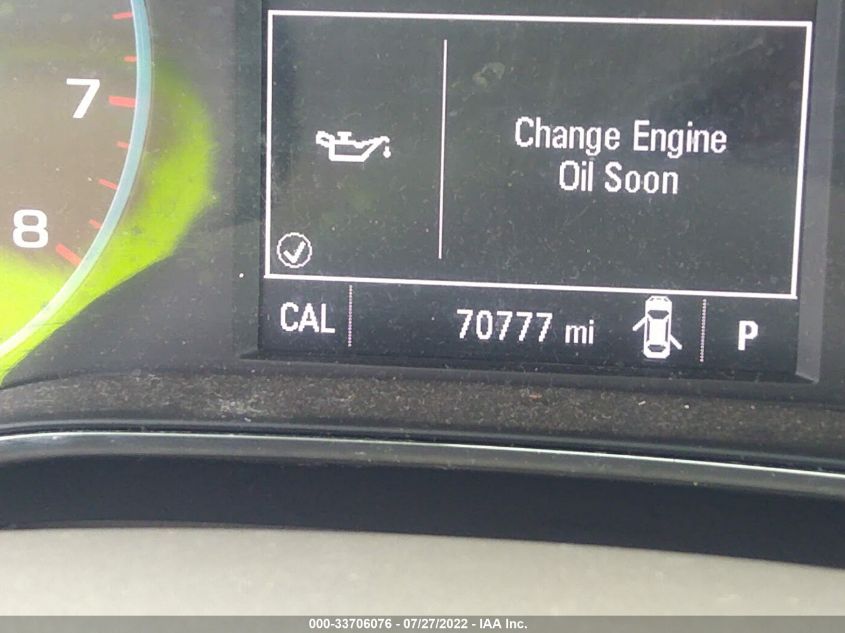 7
8
Change Engine
Oil Soon
CAL 70777 mi P
000-33706076 - 07/27/2022 - IAA Inc.